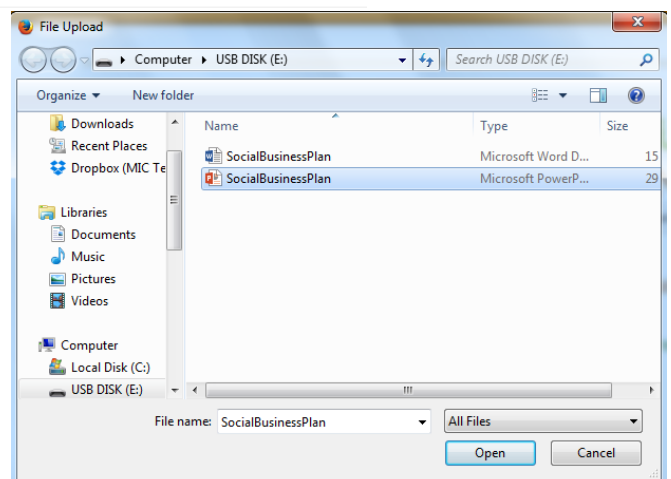 File Upload
Computer USB DISK (E:) Search USB DISK (E:)
Organize New folder
Downloads
Recent Places
Dropbox (MIC Te
Libraries
Documents
Music
Pictures
Videos
Computer
Local Disk (C:)
USB DISK (E:)
Name Type Size
SocialBusinessPlan Microsoft Word D... 15
SocialBusinessPlan Microsoft PowerP... 29
File name: SocialBusinessPlan All Files
Open Cancel